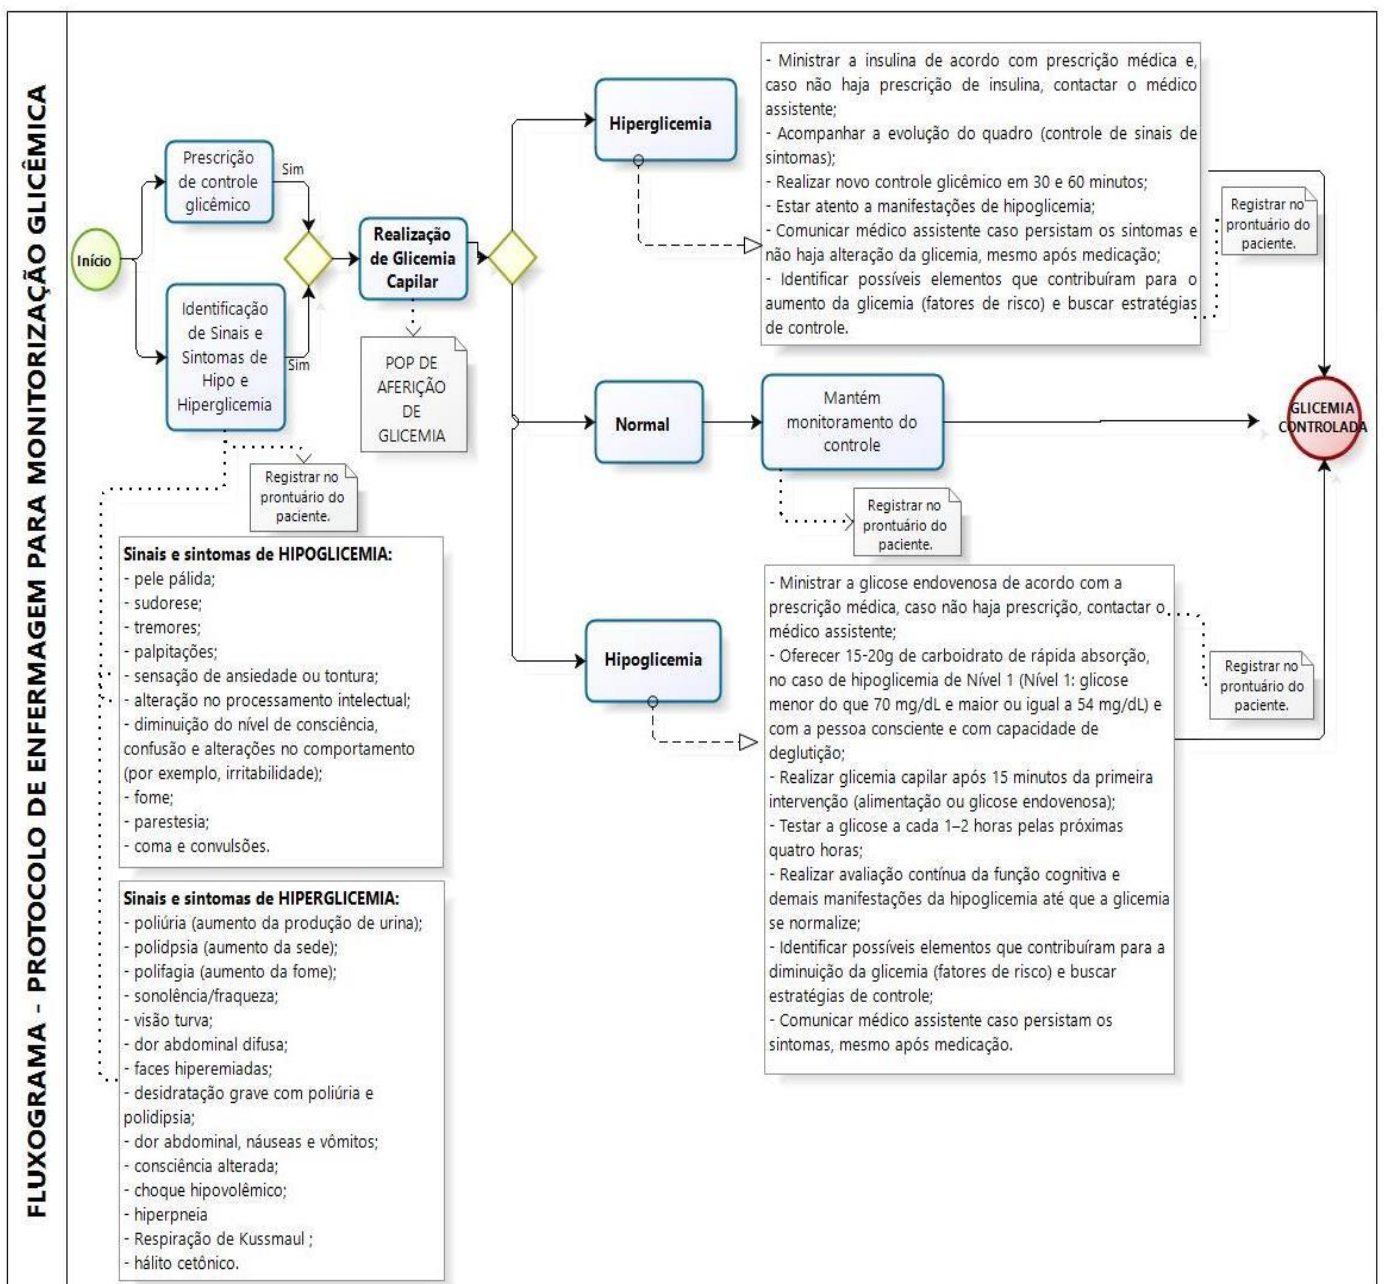 FLUXOGRAMA - PROTOCOLO DE ENFERMAGEM PARA MONITORIZAÇÃO GLICÊMICA
Início
Prescrição
de controle
glicêmico
Sim
Identificação
de Sinais e
Sintomas de
Hipo e
Hiperglicemia
Sim
Realização
de Glicemia
Capilar
POP DE
AFERIÇÃO
DE
GLICEMIA
Registrar no
prontuário do
paciente.
Sinais e sintomas de HIPOGLICEMIA:
- pele pálida;
- sudorese;
- tremores;
- palpitações;
- sensação de ansiedade ou tontura;
- alteração no processamento intelectual;
- diminuição do nível de consciência,
confusão e alterações no comportamento
(por exemplo, irritabilidade);
- fome;
- parestesia;
- coma e convulsões.
Sinais e sintomas de HIPERGLICEMIA:
- poliúria (aumento da produção de urina);
- polidpsia (aumento da sede);
- polifagia (aumento da fome);
- sonolência/fraqueza;
- visão turva;
- dor abdominal difusa;
- faces hiperemiadas;
- desidratação grave com poliúria e
polidipsia;
- dor abdominal, náuseas e vômitos;
- consciência alterada;
- choque hipovolêmico;
- hiperpneia
- Respiração de Kussmaul ;
- hálito cetônico.
Hiperglicemia
- Ministrar a insulina de acordo com prescrição médica e,
caso não haja prescrição de insulina, contactar o médico
assistente;
- Acompanhar a evolução do quadro (controle de sinais de
sintomas);
- Realizar novo controle glicêmico em 30 e 60 minutos;
- Estar atento a manifestações de hipoglicemia;
- Comunicar médico assistente caso persistam os sintomas e
não haja alteração da glicemia, mesmo após medicação;
- Identificar possíveis elementos que contribuíram para o
aumento da glicemia (fatores de risco) e buscar estratégias
de controle.
Registrar no
prontuário do
paciente.
Normal
Mantém
monitoramento do
controle
Registrar no
prontuário do
paciente.
GLICEMIA
CONTROLADA
Hipoglicemia
- Ministrar a glicose endovenosa de acordo com a
prescrição médica, caso não haja prescrição, contactar o
médico assistente;
- Oferecer 15-20g de carboidrato de rápida absorção,
no caso de hipoglicemia de Nível 1 (Nível 1: glicose
menor do que 70 mg/dL e maior ou igual a 54 mg/dL) e
com a pessoa consciente e com capacidade de
deglutição;
- Realizar glicemia capilar após 15 minutos da primeira
intervenção (alimentação ou glicose endovenosa);
- Testar a glicose a cada 1–2 horas pelas próximas
quatro horas;
- Realizar avaliação contínua da função cognitiva e
demais manifestações da hipoglicemia até que a glicemia
se normalize;
- Identificar possíveis elementos que contribuíram para a
diminuição da glicemia (fatores de risco) e buscar
estratégias de controle;
- Comunicar médico assistente caso persistam os
sintomas, mesmo após medicação.
Registrar no
prontuário do
paciente.